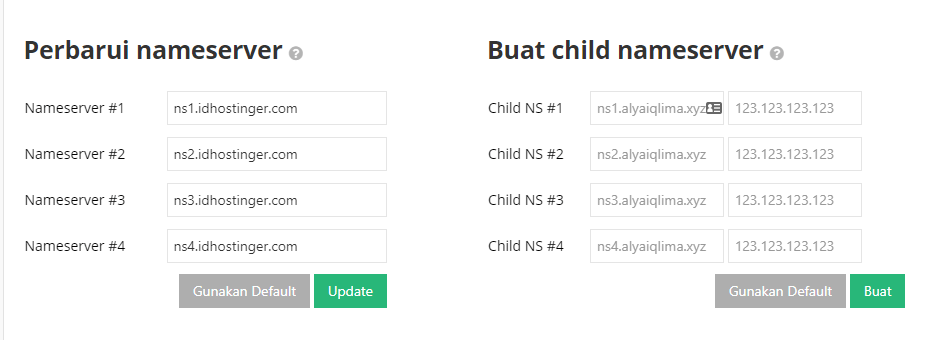 Perbarui nameserver ?
Nameserver #1 ns1.idhostinger.com
Nameserver #2 ns2.idhostinger.com
Nameserver #3 ns3.idhostinger.com
Nameserver #4 ns4.idhostinger.com
Gunakan Default Update
Buat child nameserver ?
Child NS #1 ns1.alyaiqlima.xyz 123.123.123.123
Child NS #2 ns2.alyaiqlima.xyz 123.123.123.123
Child NS #3 ns3.alyaiqlima.xyz 123.123.123.123
Child NS #4 ns4.alyaiqlima.xyz 123.123.123.123
Gunakan Default Buat